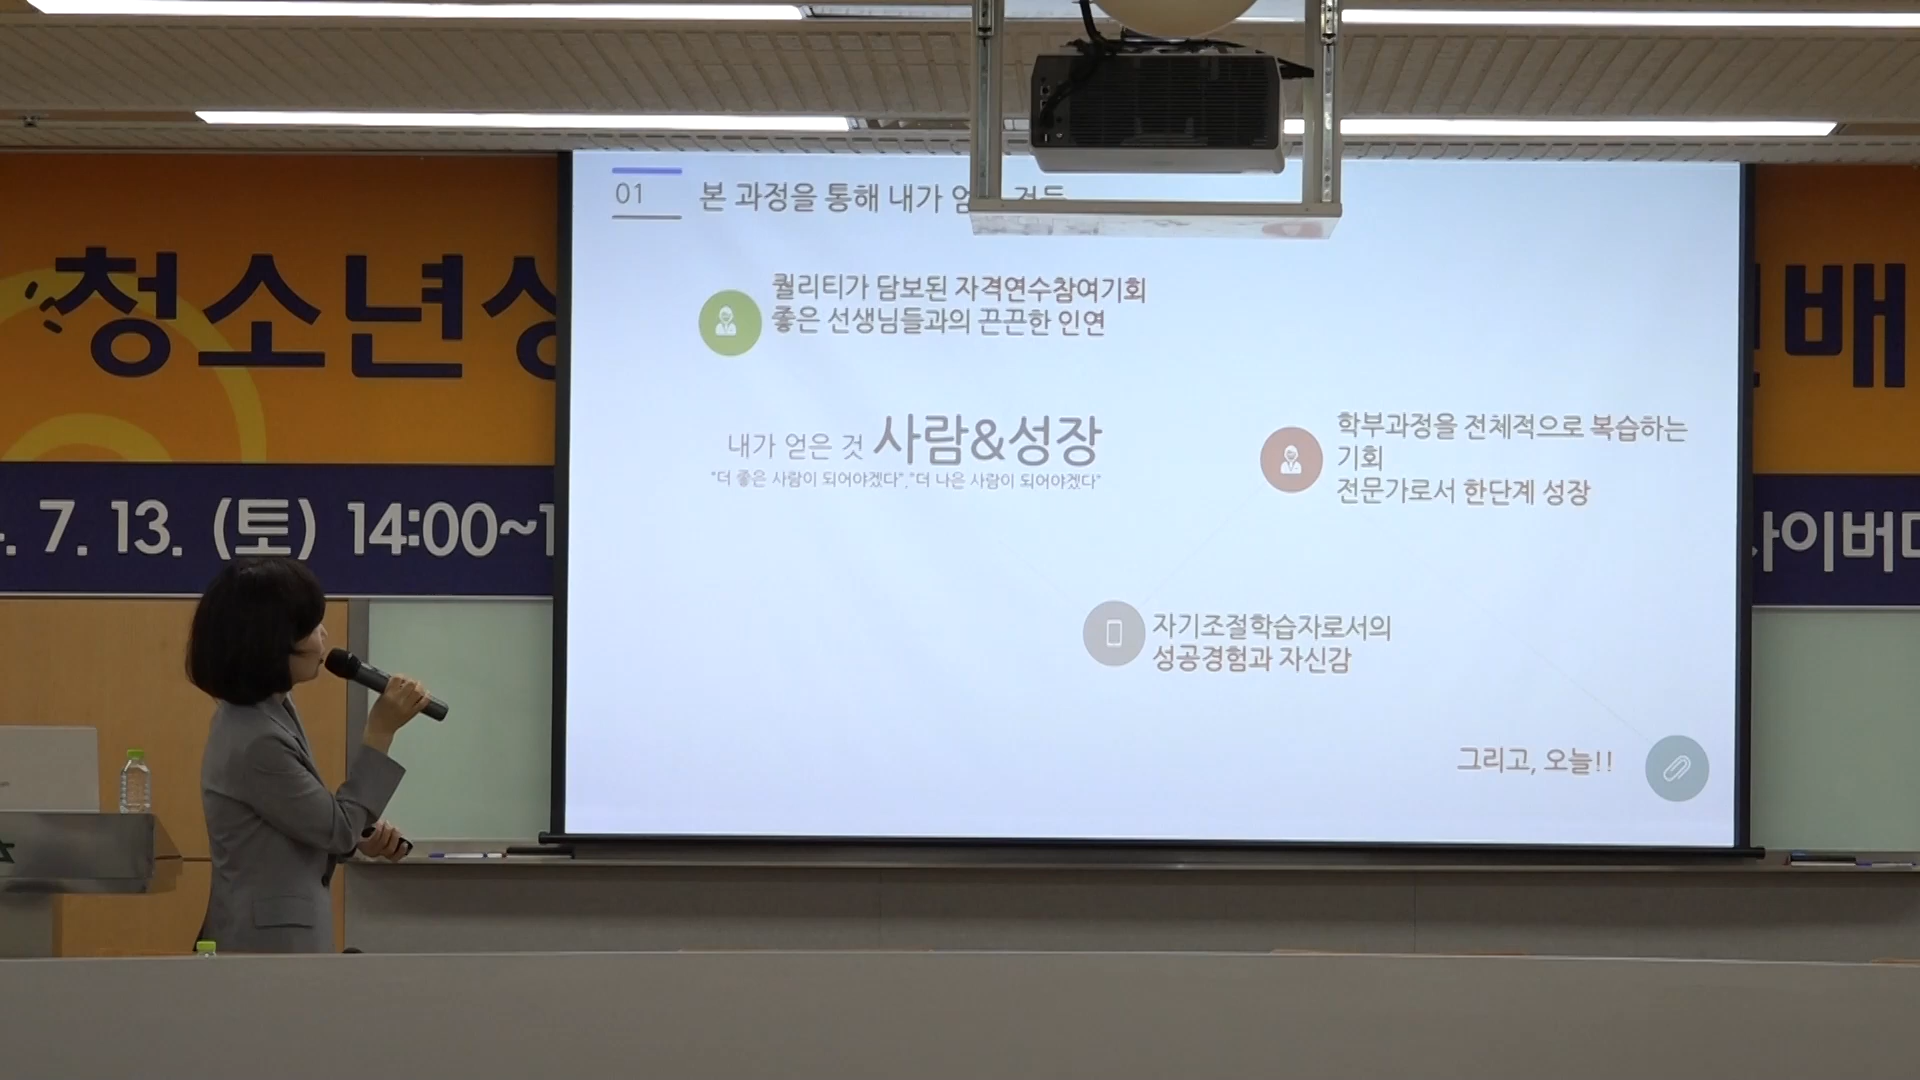 01
본 과정을 통해 내가
퀄리티가 담보된 자격연수참여기회
좋은 선생님들과의 끈끈한 인연
내가 얻은 것 사람&성장
"더 좋은 사람이 되어야겠다","더 나은 사람이 되어야겠다"
학부과정을 전체적으로 복습하는
기회
전문가로서 한단계 성장
자기조절학습자로서의
성공경험과 자신감
그리고, 오늘!!
청소년
배
7. 13. (토) 14:00~1
사이버